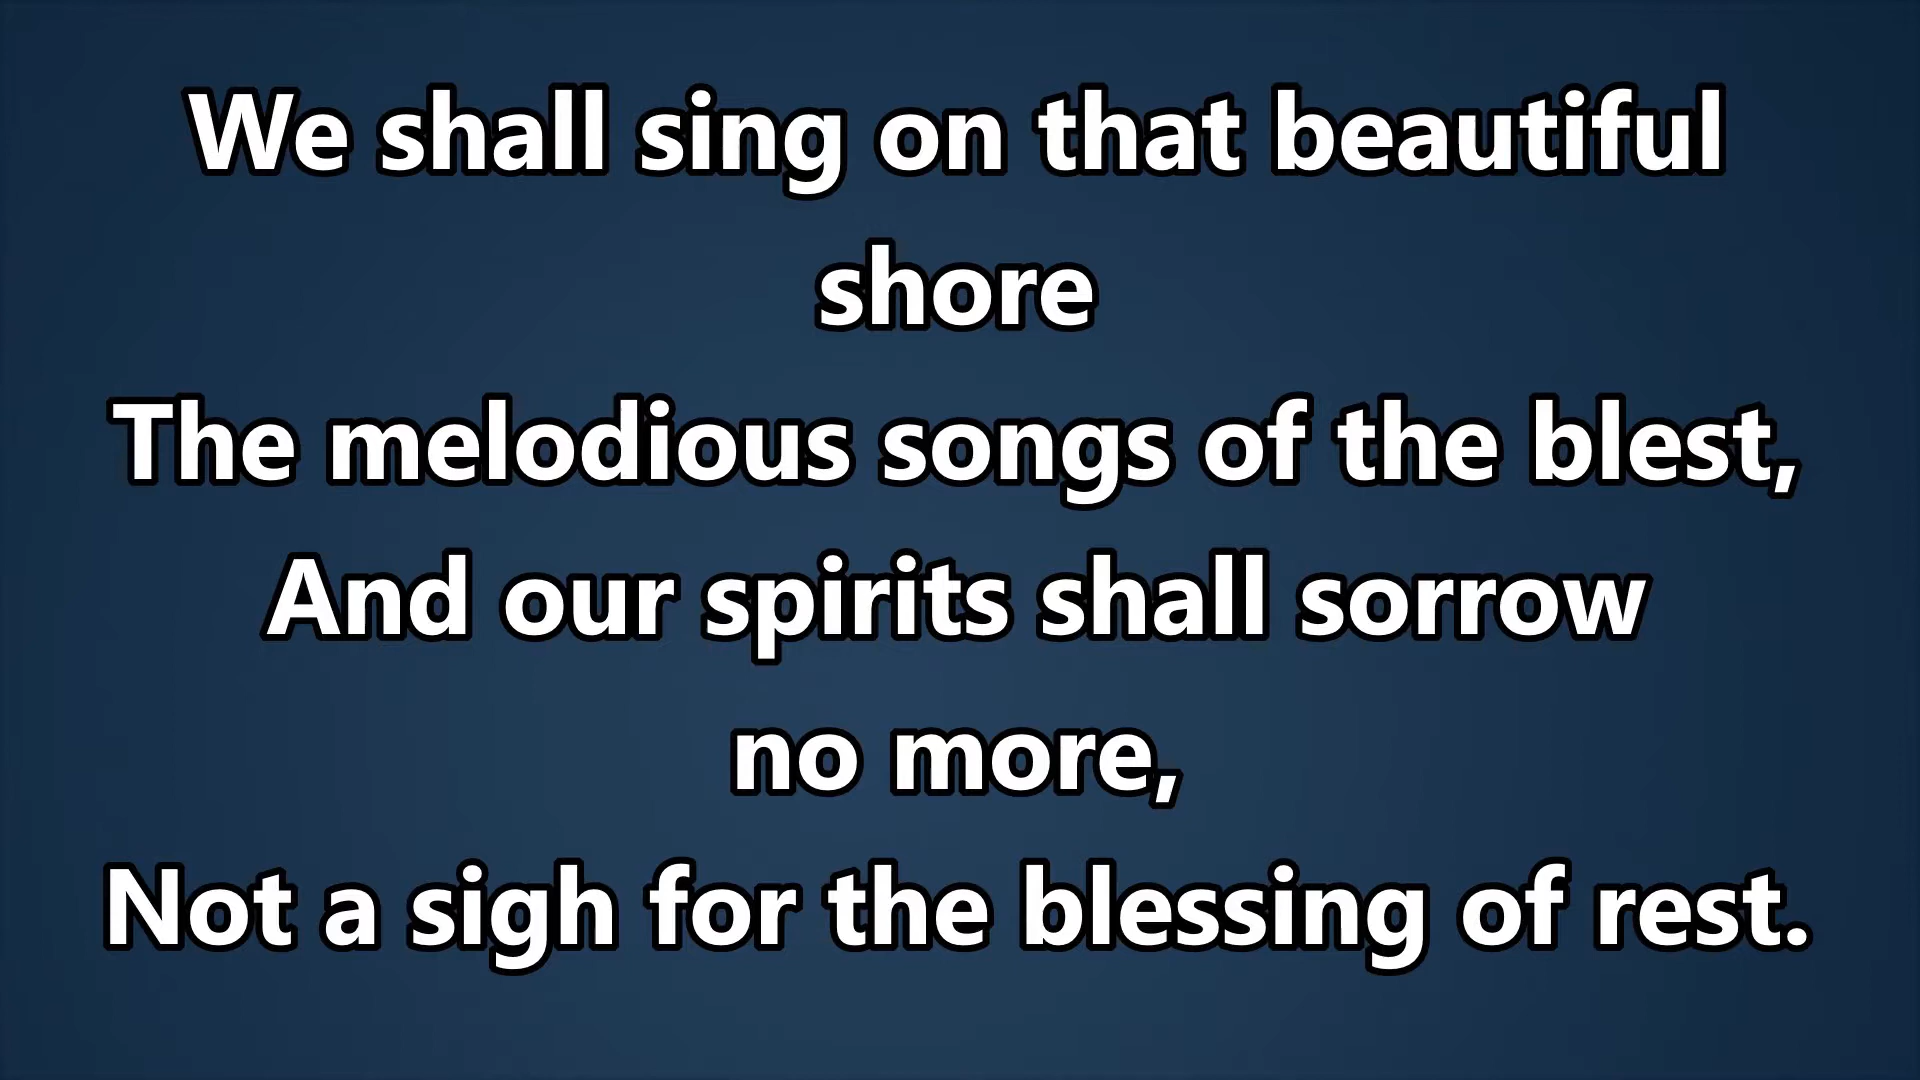 We shall sing on that beautiful
shore
The melodious songs of the blest,
And our spirits shall sorrow
no more,
Not a sigh for the blessing of rest.